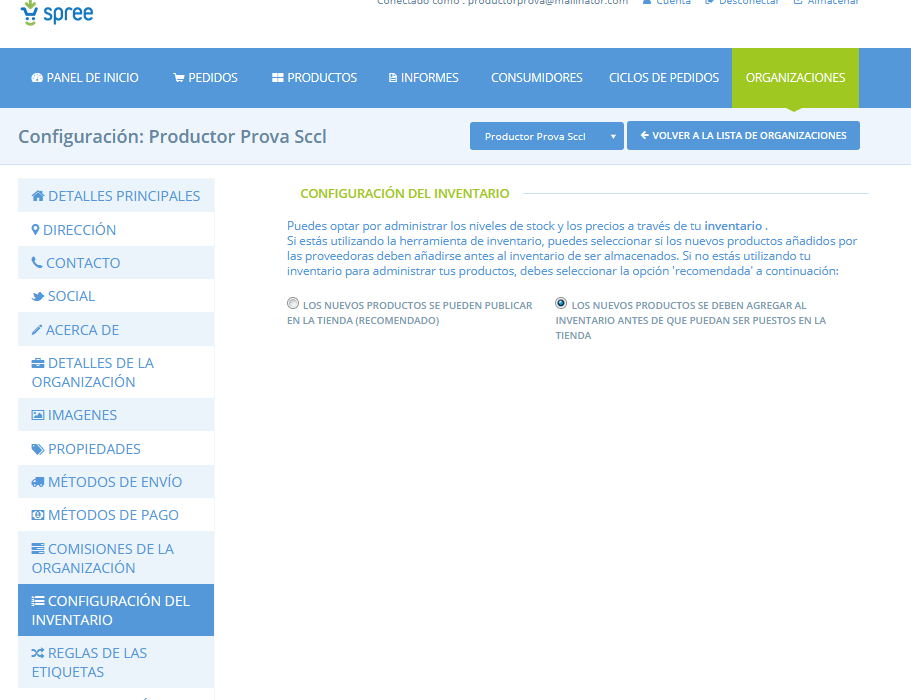 Conectado como : productorprova@mailinator.com Cuenta Desconectar Almacenar
spree
PANEL DE INICIO PEDIDOS PRODUCTOS INFORMES CONSUMIDORES CICLOS DE PEDIDOS ORGANIZACIONES
Configuración: Productor Prova Sccl
Productor Prova Sccl
VOLVER A LA LISTA DE ORGANIZACIONES
DETALLES PRINCIPALES
DIRECCIÓN
CONTACTO
SOCIAL
ACERCA DE
DETALLES DE LA
ORGANIZACIÓN
IMAGENES
PROPIEDADES
MÉTODOS DE ENVÍO
MÉTODOS DE PAGO
COMISIONES DE LA
ORGANIZACIÓN
CONFIGURACIÓN DEL
INVENTARIO
REGLAS DE LAS
ETIQUETAS
CONFIGURACIÓN DEL INVENTARIO
Puedes optar por administrar los niveles de stock y los precios a través de tu inventario .
Si estás utilizando la herramienta de inventario, puedes seleccionar si los nuevos productos añadidos por
las proveedoras deben añadirse antes al inventario de ser almacenados. Si no estás utilizando tu
inventario para administrar tus productos, debes seleccionar la opción 'recomendada' a continuación:
LOS NUEVOS PRODUCTOS SE PUEDEN PUBLICAR
EN LA TIENDA (RECOMENDADO)
LOS NUEVOS PRODUCTOS SE DEBEN AGREGAR AL
INVENTARIO ANTES DE QUE PUEDAN SER PUESTOS EN LA
TIENDA